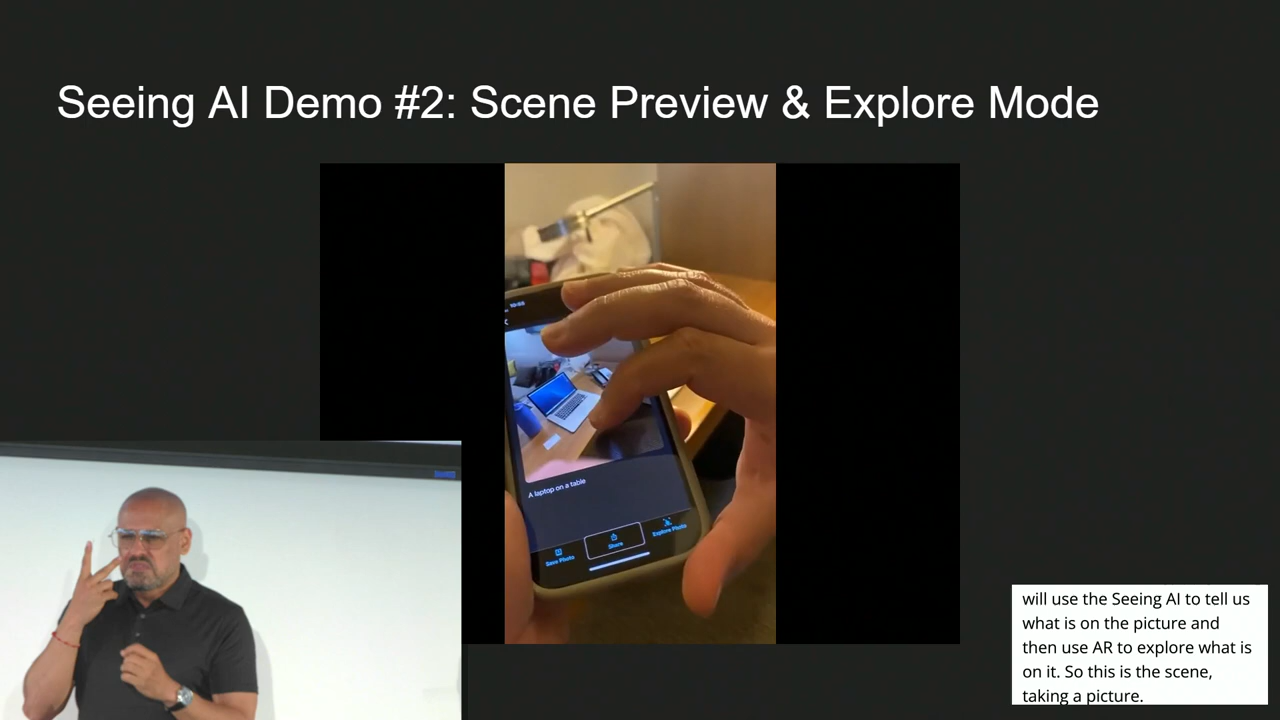 Seeing AI Demo #2: Scene Preview & Explore Mode
A laptop on a table
Save Photo
Share
Explore Photo
will use the Seeing AI to tell us
what is on the picture and
then use AR to explore what is
on it. So this is the scene,
taking a picture.